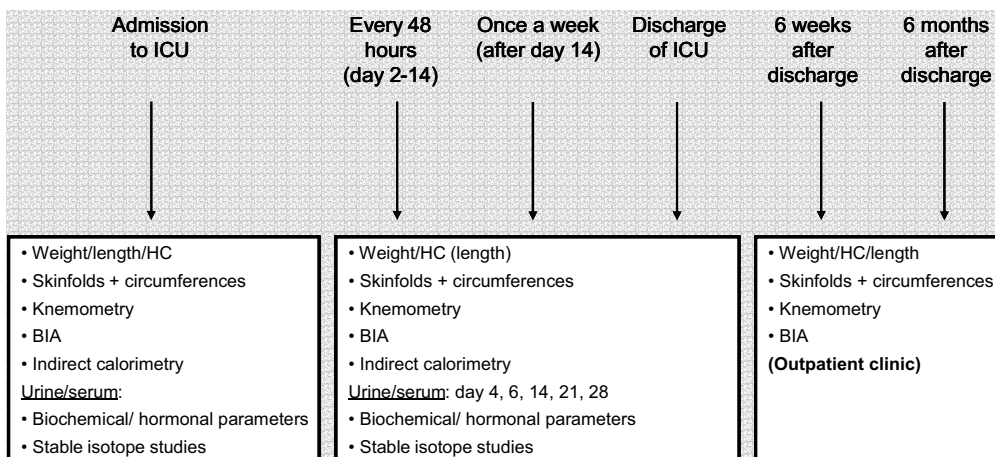 Admission
to ICU
Every 48
hours
(day 2-14)
Once a week
(after day 14)
Discharge
of ICU
6 weeks
after
discharge
6 months
after
discharge
• Weight/length/HC
• Skinfolds + circumferences
• Knemometry
• BIA
• Indirect calorimetry
Urine/serum:
• Biochemical/ hormonal parameters
• Stable isotope studies
• Weight/HC (length)
• Skinfolds + circumferences
• Knemometry
• BIA
• Indirect calorimetry
Urine/serum: day 4, 6, 14, 21, 28
• Biochemical/ hormonal parameters
• Stable isotope studies
• Weight/HC/length
• Skinfolds + circumferences
• Knemometry
• BIA
(Outpatient clinic)